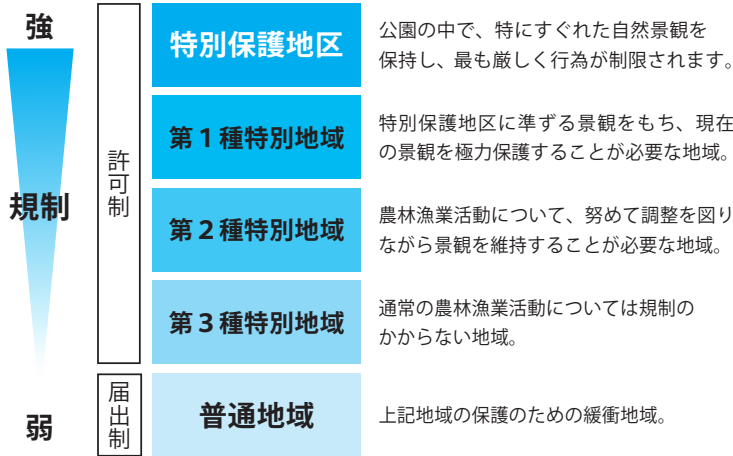 強
規制
弱
許可制
届出制
特別保護地区
公園の中で、特にすぐれた自然景観を
保持し、最も厳しく行為が制限されます。
第1種特別地域
特別保護地区に準ずる景観をもち、現在
の景観を極力保護することが必要な地域。
第2種特別地域
農林漁業活動について、努めて調整を図り
ながら景観を維持することが必要な地域。
第3種特別地域
通常の農林漁業活動については規制の
かからない地域。
普通地域
上記地域の保護のための緩衝地域。